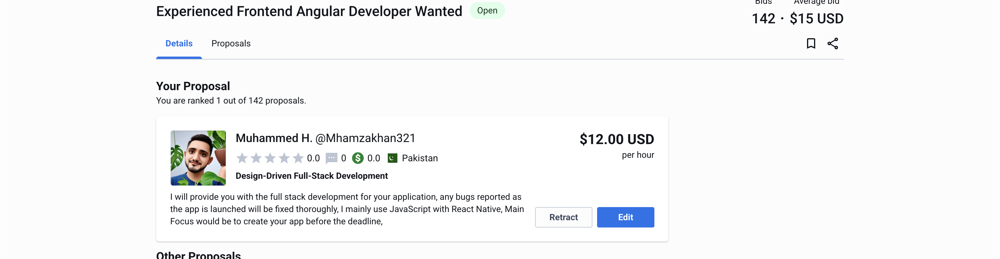 Experienced Frontend Angular Developer Wanted Open
Bids Average bid
142 · $15 USD
Details Proposals
Your Proposal
You are ranked 1 out of 142 proposals.
Muhammed H. @Mhamzakhan321
$12.00 USD
per hour
0.0 0 $ 0.0 Pakistan
Design-Driven Full-Stack Development
I will provide you with the full stack development for your application, any bugs reported as
the app is launched will be fixed thoroughly, I mainly use JavaScript with React Native, Main
Focus would be to create your app before the deadline,
Retract Edit
Other Proposals